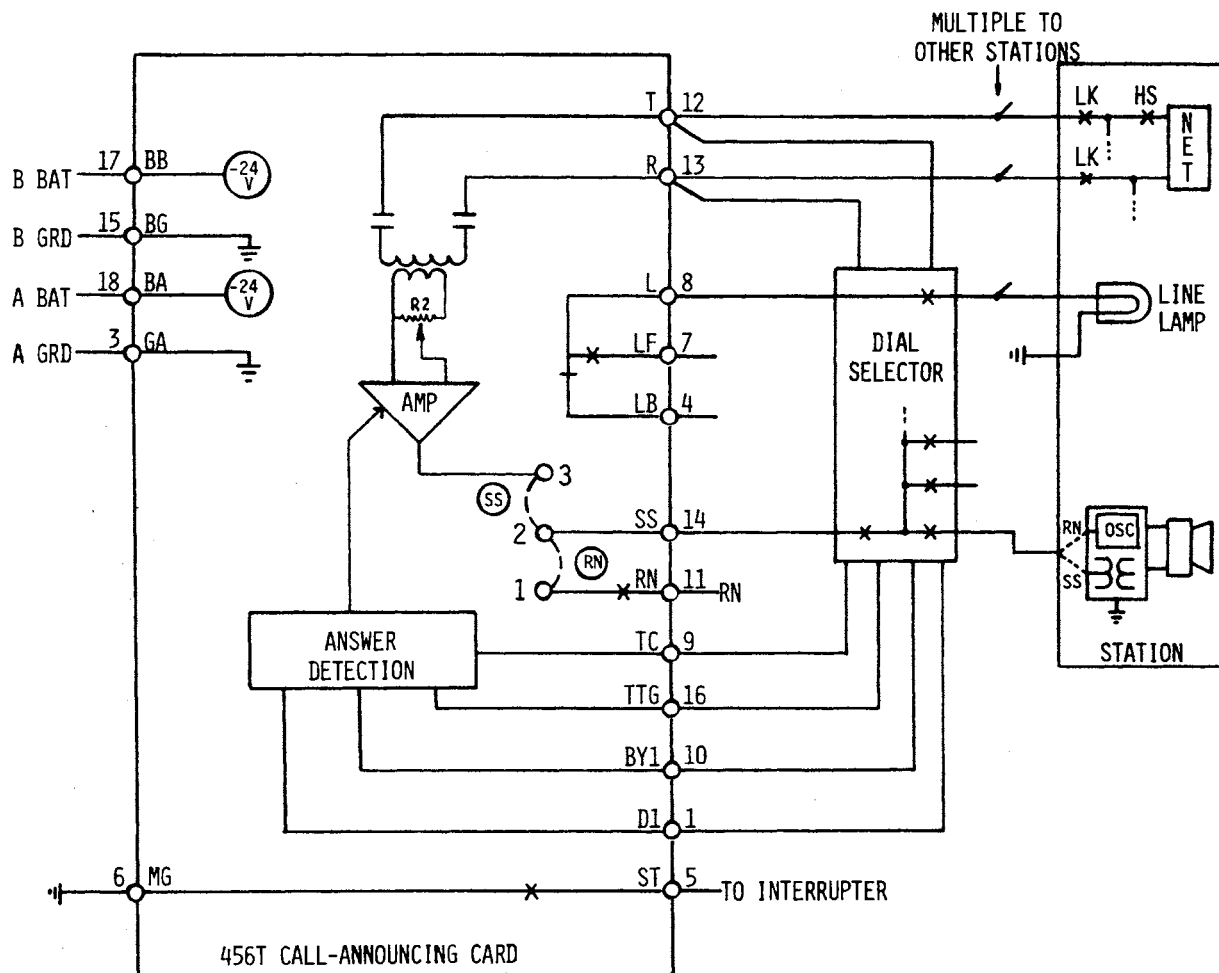 MULTIPLE TO
OTHER STATIONS
T 12
LK HS
NET
17 BB
B BAT
-24 V
R 13
LK
15 BG
B GRD
18 BA
A BAT
-24 V
L 8
LINE
LAMP
R2
3 GA
A GRD
LF 7
DIAL
SELECTOR
AMP
LB 4
3
SS
SS 14
2
RN
RN OSC
SS
1
RN 11 RN
ANSWER
DETECTION
TC 9
STATION
TTG 16
BY1 10
D1 1
6 MG
ST 5 TO INTERRUPTER
456T CALL-ANNOUNCING CARD